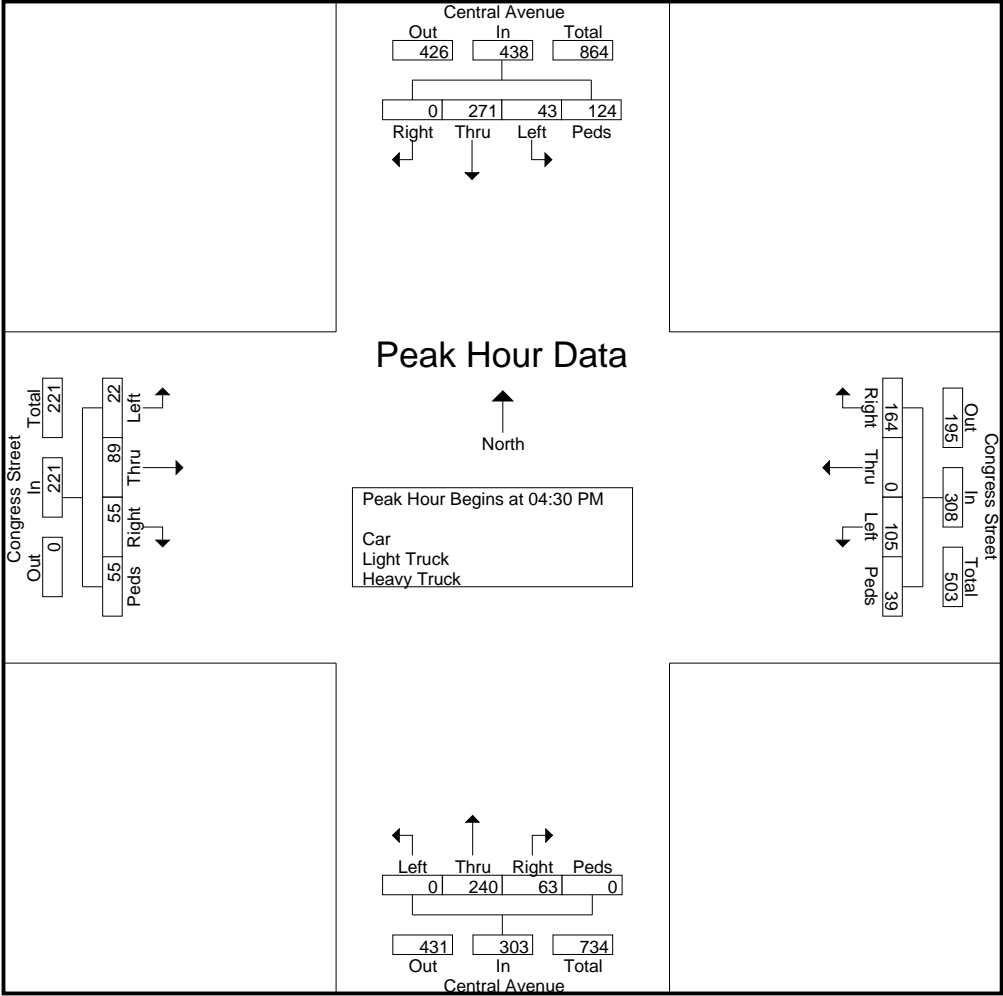 Central Avenue
Out In Total
426 438 864
0 271 43 124
Right Thru Left Peds
Peak Hour Data
North
Peak Hour Begins at 04:30 PM
Car
Light Truck
Heavy Truck
Congress Street
Total In Out
221 221 0
22 89 55 55
Left Thru Right Peds
Congress Street
Out In Total
195 308 503
164 0 105 39
Right Thru Left Peds
Left Thru Right Peds
0 240 63 0
431 303 734
Out In Total
Central Avenue